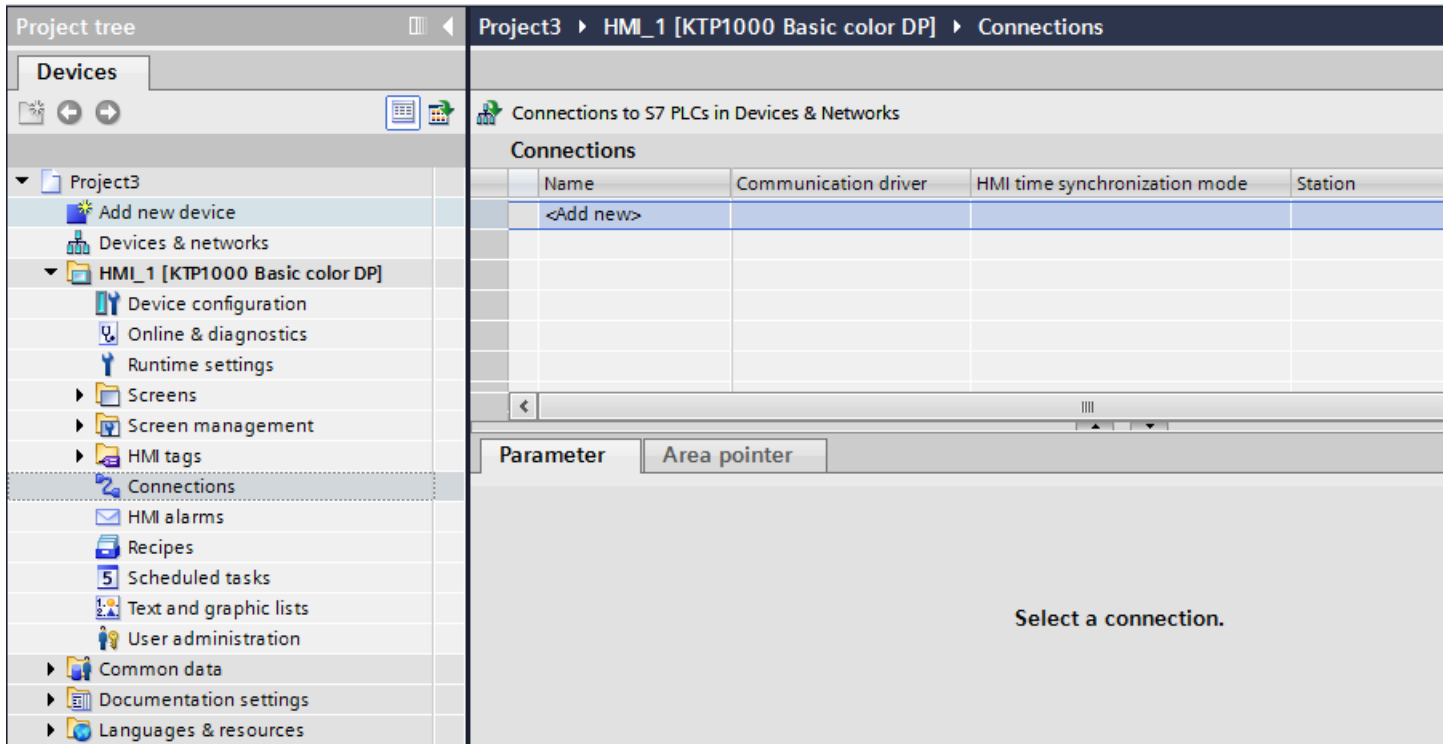 Project tree
Devices
Project3
Add new device
Devices & networks
HMI_1 [KTP1000 Basic color DP]
Device configuration
Online & diagnostics
Runtime settings
Screens
Screen management
HMI tags
Connections
HMI alarms
Recipes
Scheduled tasks
Text and graphic lists
User administration
Common data
Documentation settings
Languages & resources
Project3 HMI_1 [KTP1000 Basic color DP] Connections
Connections to S7 PLCs in Devices & Networks
Connections
Name Communication driver HMI time synchronization mode Station
<Add new>
Parameter Area pointer
Select a connection.